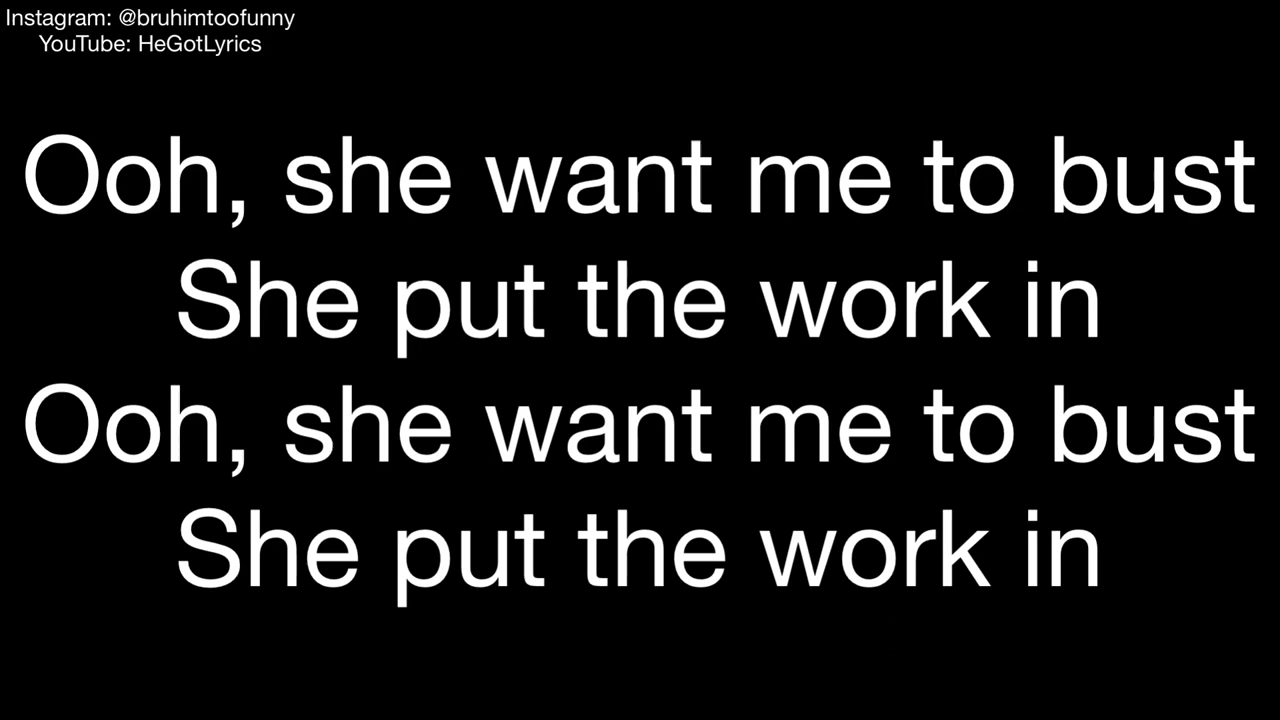 Instagram: @bruhimtoofunny
YouTube: HeGotLyrics
Ooh, she want me to bust
She put the work in
Ooh, she want me to bust
She put the work in